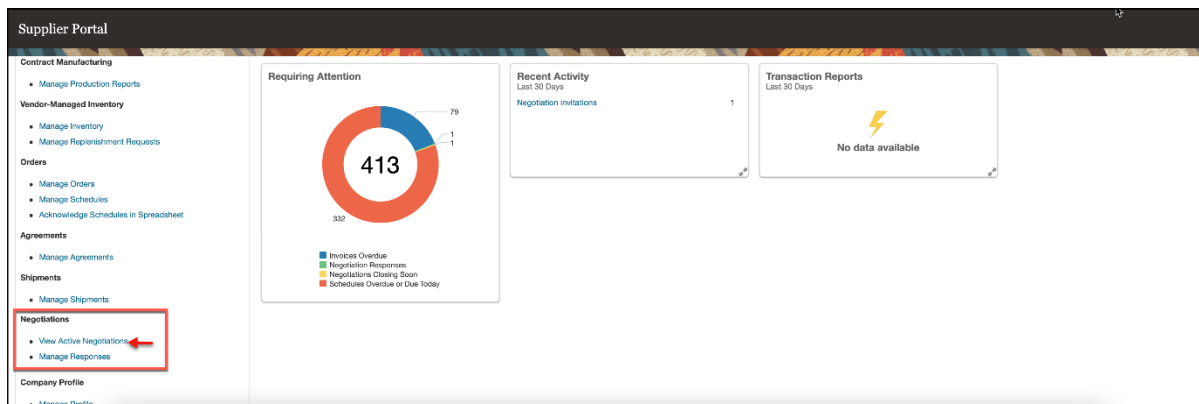 Supplier Portal
Contract Manufacturing
Manage Production Reports
Vendor-Managed Inventory
Manage Inventory
Manage Replenishment Requests
Orders
Manage Orders
Manage Schedules
Acknowledge Schedules in Spreadsheet
Agreements
Manage Agreements
Shipments
Manage Shipments
Negotiations
View Active Negotiations
Manage Responses
Company Profile
Manage Profile
Requiring Attention
79
1
1
413
332
Invoices Overdue
Negotiation Responses
Negotiations Closing Soon
Schedules Overdue or Due Today
Recent Activity
Last 30 Days
Negotiation invitations 1
Transaction Reports
Last 30 Days
No data available